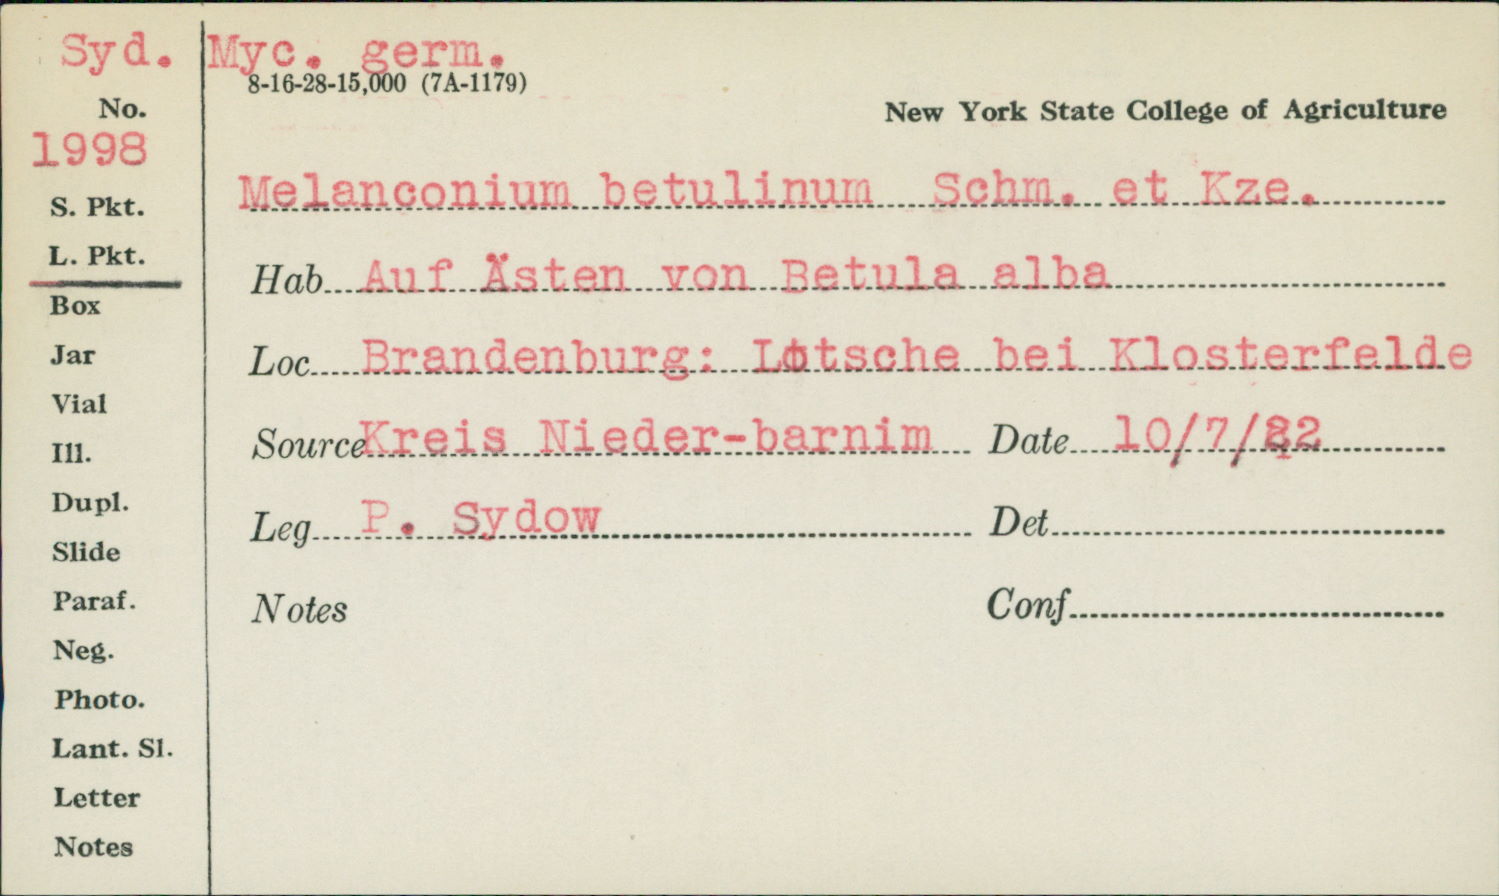 Syd. Myc. germ.
8-16-28-15,000 (7A-1179)
No.
New York State College of Agriculture
1998
Melanconium betulinum Schm. et Kze.
S. Pkt.
L. Pkt.
Hab Auf Ästen von Betula alba
Box
Loc Brandenburg: Lotsche bei Klosterfelde
Jar
Vial
Source Kreis Nieder-barnim Date 10/7/22
Ill.
Dupl.
Leg P. Sydow Det
Slide
Paraf.
Notes Conf
Neg.
Photo.
Lant. Sl.
Letter
Notes